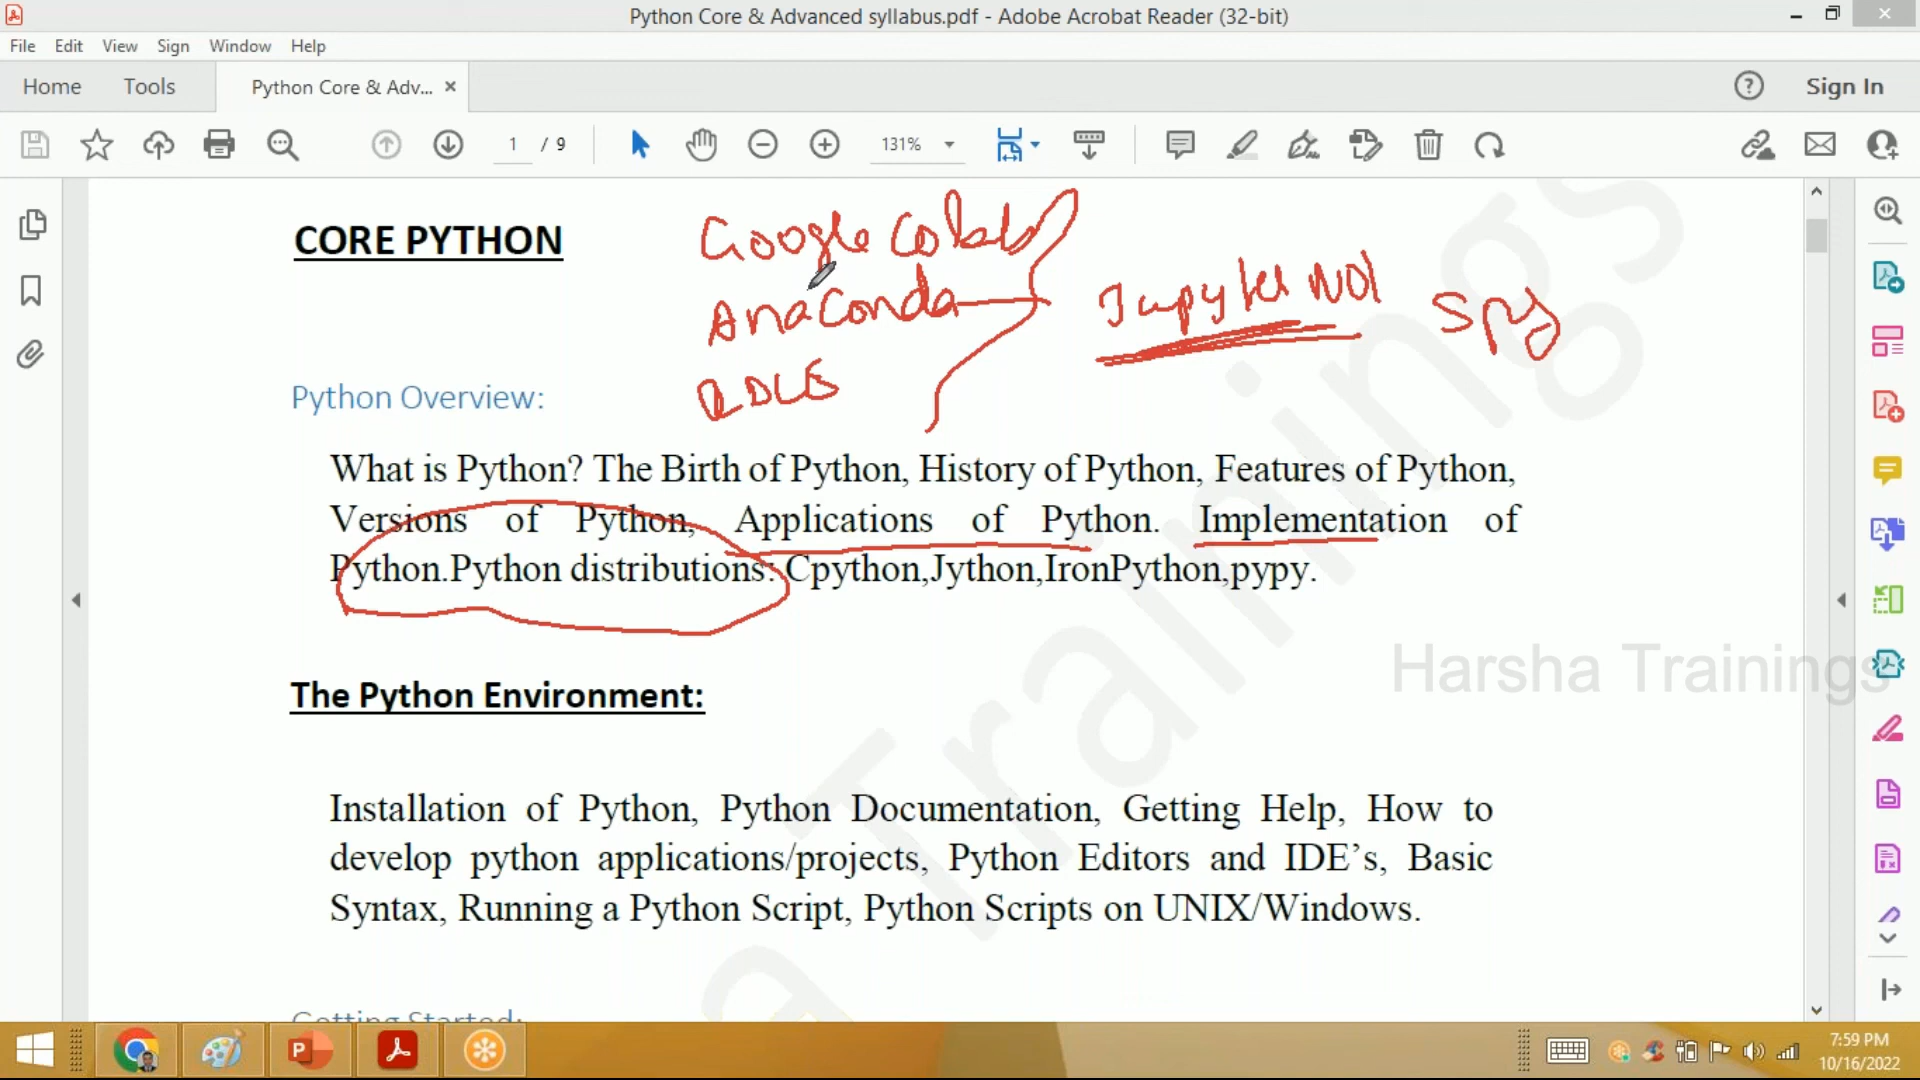 Python Core & Advanced syllabus.pdf - Adobe Acrobat Reader (32-bit)
File Edit View Sign Window Help
Home Tools Python Core & Adv... Sign In
1 / 9 131%
CORE PYTHON
Google Colab
Anaconda
Jupyter Not
Spy
IDLE
Python Overview:
What is Python? The Birth of Python, History of Python, Features of Python,
Versions of Python, Applications of Python. Implementation of
Python.Python distributions: Cpython,Jython,IronPython,pypy.
Harsha Trainings
The Python Environment:
Installation of Python, Python Documentation, Getting Help, How to
develop python applications/projects, Python Editors and IDE’s, Basic
Syntax, Running a Python Script, Python Scripts on UNIX/Windows.
Getting Started:
a Trainings
7:59 PM
10/16/2022